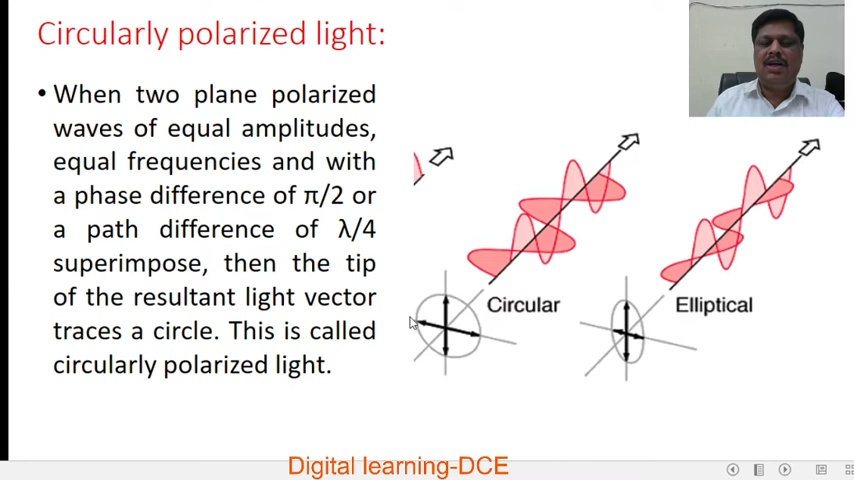 Circularly polarized light:
• When two plane polarized
waves of equal amplitudes,
equal frequencies and with
a phase difference of π/2 or
a path difference of λ/4
superimpose, then the tip
of the resultant light vector
traces a circle. This is called
circularly polarized light.
Circular
Elliptical
Digital learning-DCE